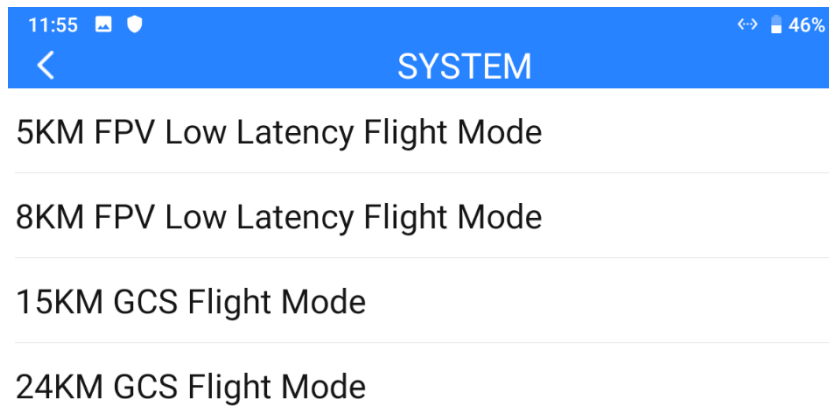 11:55 46%
SYSTEM
5KM FPV Low Latency Flight Mode
8KM FPV Low Latency Flight Mode
15KM GCS Flight Mode
24KM GCS Flight Mode